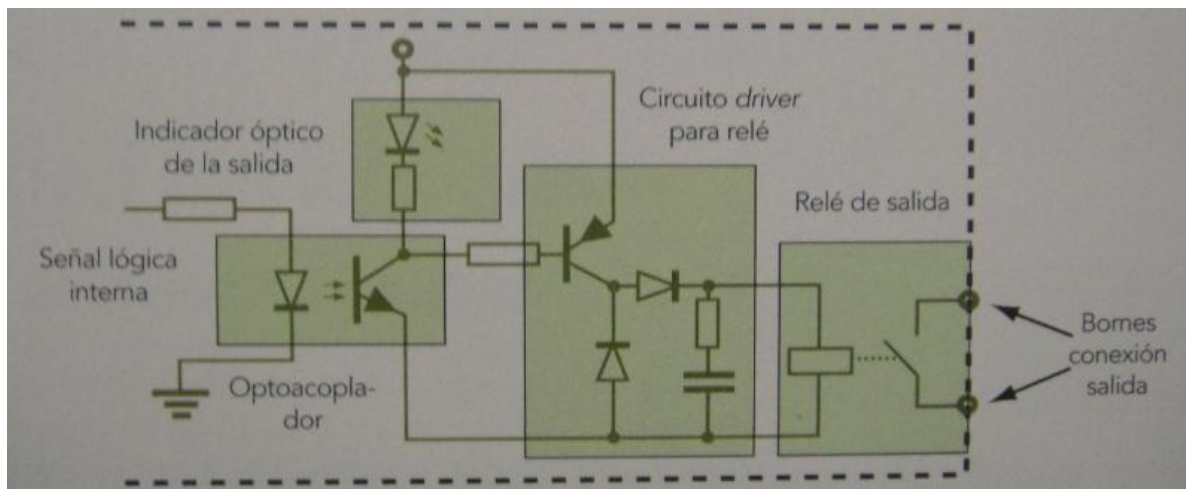 Indicador óptico
de la salida
Circuito driver
para relé
Relé de salida
Señal lógica
interna
Optoacopla-
dor
Bornes
conexión
salida